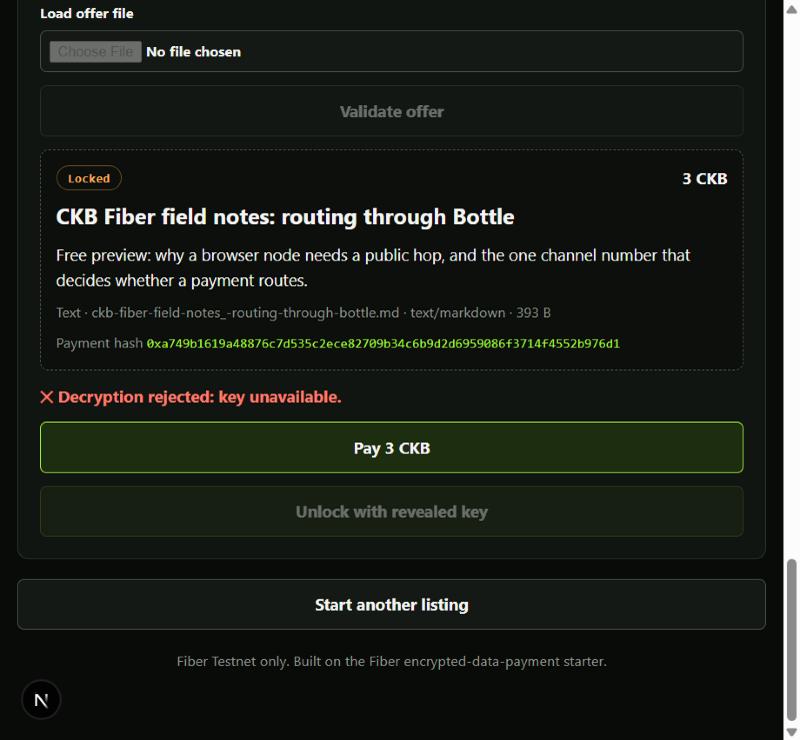 Load offer file
Choose File No file chosen
Validate offer
Locked
3 CKB
CKB Fiber field notes: routing through Bottle
Free preview: why a browser node needs a public hop, and the one channel number that
decides whether a payment routes.
Text · ckb-fiber-field-notes_-routing-through-bottle.md · text/markdown · 393 B
Payment hash 0xa749b1619a48876c7d535c2ece82709b34c6b9d2d6959086f3714f4552b976d1
✕ Decryption rejected: key unavailable.
Pay 3 CKB
Unlock with revealed key
Start another listing
Fiber Testnet only. Built on the Fiber encrypted-data-payment starter.
N